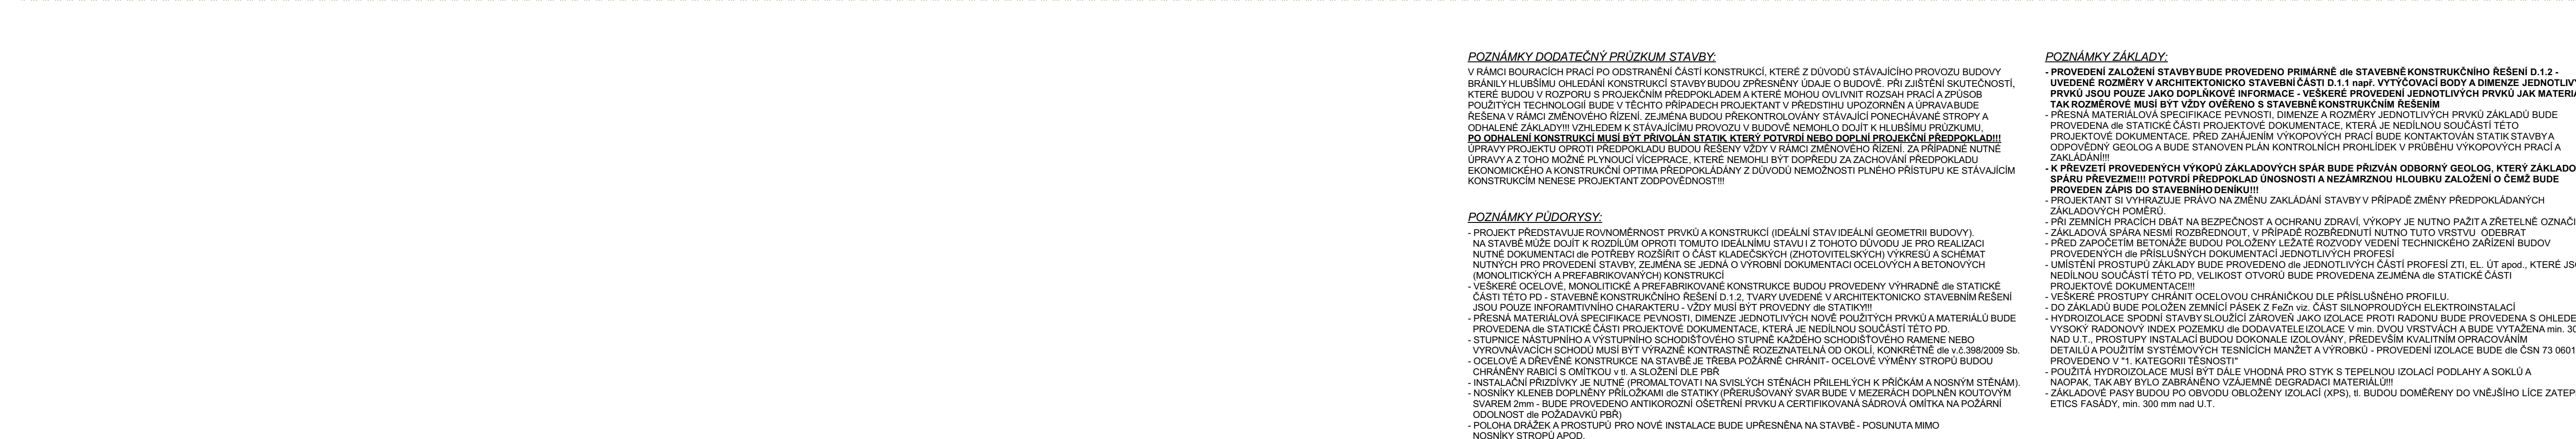 POZNÁMKY DODATEČNÝ PRŮZKUM STAVBY:
V RÁMCI BOURACÍCH PRACÍ PO ODSTRANĚNÍ ČÁSTÍ KONSTRUKCÍ, KTERÉ Z DŮVODŮ STÁVAJÍCÍHO PROVOZU BUDOVY
BRÁNILY HLUBŠÍMU OHLEDÁNÍ KONSTRUKCÍ STAVBY BUDOU ZPŘESNĚNY ÚDAJE O BUDOVĚ. PŘI ZJIŠTĚNÍ SKUTEČNOSTÍ,
KTERÉ BUDOU V ROZPORU S PROJEKČNÍM PŘEDPOKLADEM A KTERÉ MOHOU OVLIVNIT ROZSAH PRACÍ A ZPŮSOB
POUŽITÝCH TECHNOLOGIÍ BUDE V TĚCHTO PŘÍPADECH PROJEKTANT V PŘEDSTIHU UPOZORNĚN A ÚPRAVA BUDE
ŘEŠENA V RÁMCI ZMĚNOVÉHO ŘÍZENÍ. ZEJMÉNA BUDOU PŘEKONTROLOVÁNY STÁVAJÍCÍ PONECHÁVANÉ STROPY A
ODHALENÉ ZÁKLADY!!! VZHLEDEM K STÁVAJÍCÍMU PROVOZU V BUDOVĚ NEMOHLO DOJÍT K HLUBŠÍMU PRŮZKUMU,
PO ODHALENÍ KONSTRUKCÍ MUSÍ BÝT PŘIVOLÁN STATIK, KTERÝ POTVRDÍ NEBO DOPLNÍ PROJEKČNÍ PŘEDPOKLAD!!!
ÚPRAVY PROJEKTU OPROTI PŘEDPOKLADU BUDOU ŘEŠENY VŽDY V RÁMCI ZMĚNOVÉHO ŘÍZENÍ. ZA PŘÍPADNÉ NUTNÉ
ÚPRAVY A Z TOHO MOŽNÉ PLYNOUCÍ VÍCEPRACE, KTERÉ NEMOHLI BÝT DOPŘEDU ZA ZACHOVÁNÍ PŘEDPOKLADU
EKONOMICKÉHO A KONSTRUKČNÍ OPTIMA PŘEDPOKLÁDÁNY Z DŮVODŮ NEMOŽNOSTI PLNÉHO PŘÍSTUPU KE STÁVAJÍCÍM
KONSTRUKCÍM NENESE PROJEKTANT ZODPOVĚDNOST!!!
POZNÁMKY PŮDORYSY:
- PROJEKT PŘEDSTAVUJE ROVNOMĚRNOST PRVKŮ A KONSTRUKCÍ (IDEÁLNÍ STAV IDEÁLNÍ GEOMETRII BUDOVY).
NA STAVBĚ MŮŽE DOJÍT K ROZDÍLŮM OPROTI TOMUTO IDEÁLNÍMU STAVU I Z TOHOTO DŮVODU JE PRO REALIZACI
NUTNÉ DOKUMENTACI dle POTŘEBY ROZŠÍŘIT O ČÁST KLADEČSKÝCH (ZHOTOVITELSKÝCH) VÝKRESŮ A SCHÉMAT
NUTNÝCH PRO PROVEDENÍ STAVBY, ZEJMÉNA SE JEDNÁ O VÝROBNÍ DOKUMENTACI OCELOVÝCH A BETONOVÝCH
(MONOLITICKÝCH A PREFABRIKOVANÝCH) KONSTRUKCÍ
- VEŠKERÉ OCELOVÉ, MONOLITICKÉ A PREFABRIKOVANÉ KONSTRUKCE BUDOU PROVEDENY VÝHRADNĚ dle STATICKÉ
ČÁSTI TÉTO PD - STAVEBNĚ KONSTRUKČNÍHO ŘEŠENÍ D.1.2, TVARY UVEDENÉ V ARCHITEKTONICKO STAVEBNÍM ŘEŠENÍ
JSOU POUZE INFORAMTIVNÍHO CHARAKTERU - VŽDY MUSÍ BÝT PROVEDNY dle STATIKY!!!
- PŘESNÁ MATERIÁLOVÁ SPECIFIKACE PEVNOSTI, DIMENZE JEDNOTLIVÝCH NOVĚ POUŽITÝCH PRVKŮ A MATERIÁLŮ BUDE
PROVEDENA dle STATICKÉ ČÁSTI PROJEKTOVÉ DOKUMENTACE, KTERÁ JE NEDÍLNOU SOUČÁSTÍ TÉTO PD.
- STUPNICE NÁSTUPNÍHO A VÝSTUPNÍHO SCHODIŠŤOVÉHO STUPNĚ KAŽDÉHO SCHODIŠŤOVÉHO RAMENE NEBO
VYROVNÁVACÍCH SCHODŮ MUSÍ BÝT VÝRAZNĚ KONTRASTNĚ ROZEZNATELNÁ OD OKOLÍ, KONKRÉTNĚ dle v.č.398/2009 Sb.
- OCELOVÉ A DŘEVĚNÉ KONSTRUKCE NA STAVBĚ JE TŘEBA POŽÁRNĚ CHRÁNIT- OCELOVÉ VÝMĚNY STROPŮ BUDOU
CHRÁNĚNY RABICÍ S OMÍTKOU v tl. A SLOŽENÍ DLE PBŘ
- INSTALAČNÍ PŘIZDÍVKY JE NUTNÉ (PROMALTOVATI NA SVISLÝCH STĚNÁCH PŘILEHLÝCH K PŘÍČKÁM A NOSNÝM STĚNÁM).
- NOSNÍKY KLENEB DOPLNĚNY PŘÍLOŽKAMI dle STATIKY (PŘERUŠOVANÝ SVAR BUDE V MEZERÁCH DOPLNĚN KOUTOVÝM
SVAREM 2mm - BUDE PROVEDENO ANTIKOROZNÍ OŠETŘENÍ PRVKU A CERTIFIKOVANÁ SÁDROVÁ OMÍTKA NA POŽÁRNÍ
ODOLNOST dle POŽADAVKŮ PBŘ)
- POLOHA DRÁŽEK A PROSTUPŮ PRO NOVÉ INSTALACE BUDE UPŘESNĚNA NA STAVBĚ - POSUNUTA MIMO
NOSNÍKY STROPŮ APOD.
POZNÁMKY ZÁKLADY:
- PROVEDENÍ ZALOŽENÍ STAVBY BUDE PROVEDENO PRIMÁRNĚ dle STAVEBNĚ KONSTRUKČNÍHO ŘEŠENÍ D.1.2 -
UVEDENÉ ROZMĚRY V ARCHITEKTONICKO STAVEBNÍ ČÁSTI D.1.1 např. VYTÝČOVACÍ BODY A DIMENZE JEDNOTLIV
PRVKŮ JSOU POUZE JAKO DOPLŇKOVÉ INFORMACE - VEŠKERÉ PROVEDENÍ JEDNOTLIVÝCH PRVKŮ JAK MATERI
TAK ROZMĚROVÉ MUSÍ BÝT VŽDY OVĚŘENO S STAVEBNĚ KONSTRUKČNÍM ŘEŠENÍM
- PŘESNÁ MATERIÁLOVÁ SPECIFIKACE PEVNOSTI, DIMENZE A ROZMĚRY JEDNOTLIVÝCH PRVKŮ ZÁKLADŮ BUDE
PROVEDENA dle STATICKÉ ČÁSTI PROJEKTOVÉ DOKUMENTACE, KTERÁ JE NEDÍLNOU SOUČÁSTÍ TÉTO
PROJEKTOVÉ DOKUMENTACE. PŘED ZAHÁJENÍM VÝKOPOVÝCH PRACÍ BUDE KONTAKTOVÁN STATIK STAVBY A
ODPOVĚDNÝ GEOLOG A BUDE STANOVEN PLÁN KONTROLNÍCH PROHLÍDEK V PRŮBĚHU VÝKOPOVÝCH PRACÍ A
ZAKLÁDÁNÍ!!!
- K PŘEVZETÍ PROVEDENÝCH VÝKOPŮ ZÁKLADOVÝCH SPÁR BUDE PŘIZVÁN ODBORNÝ GEOLOG, KTERÝ ZÁKLADO
SPÁRU PŘEVEZME!!! POTVRDÍ PŘEDPOKLAD ÚNOSNOSTI A NEZÁMRZNOU HLOUBKU ZALOŽENÍ O ČEMŽ BUDE
PROVEDEN ZÁPIS DO STAVEBNÍHO DENÍKU!!!
- PROJEKTANT SI VYHRAZUJE PRÁVO NA ZMĚNU ZAKLÁDÁNÍ STAVBY V PŘÍPADĚ ZMĚNY PŘEDPOKLÁDANÝCH
ZÁKLADOVÝCH POMĚRŮ.
- PŘI ZEMNÍCH PRACÍCH DBÁT NA BEZPEČNOST A OCHRANU ZDRAVÍ, VÝKOPY JE NUTNO PAŽIT A ZŘETELNĚ OZNAČI
- ZÁKLADOVÁ SPÁRA NESMÍ ROZBŘEDNOUT, V PŘÍPADĚ ROZBŘEDNUTÍ NUTNO TUTO VRSTVU ODEBRAT
- PŘED ZAPOČETÍM BETONÁŽE BUDOU POLOŽENY LEŽATÉ ROZVODY VEDENÍ TECHNICKÉHO ZAŘÍZENÍ BUDOV
PROVEDENÝCH dle PŘÍSLUŠNÝCH DOKUMENTACÍ JEDNOTLIVÝCH PROFESÍ
- UMÍSTĚNÍ PROSTUPŮ ZÁKLADY BUDE PROVEDENO dle JEDNOTLIVÝCH ČÁSTÍ PROFESÍ ZTI, EL. ÚT apod., KTERÉ JS
NEDÍLNOU SOUČÁSTÍ TÉTO PD, VELIKOST OTVORŮ BUDE PROVEDENA ZEJMÉNA dle STATICKÉ ČÁSTI
PROJEKTOVÉ DOKUMENTACE!!!
- VEŠKERÉ PROSTUPY CHRÁNIT OCELOVOU CHRÁNIČKOU DLE PŘÍSLUŠNÉHO PROFILU.
- DO ZÁKLADŮ BUDE POLOŽEN ZEMNÍCÍ PÁSEK Z FeZn viz. ČÁST SILNOPROUDÝCH ELEKTROINSTALACÍ
- HYDROIZOLACE SPODNÍ STAVBY SLOUŽÍCÍ ZÁROVEŇ JAKO IZOLACE PROTI RADONU BUDE PROVEDENA S OHLEDE
VYSOKÝ RADONOVÝ INDEX POZEMKU dle DODAVATELE IZOLACE V min. DVOU VRSTVÁCH A BUDE VYTAŽENA min. 30
NAD U.T., PROSTUPY INSTALACÍ BUDOU DOKONALE IZOLOVÁNY, PŘEDEVŠÍM KVALITNÍM OPRACOVÁNÍM
DETAILŮ A POUŽITÍM SYSTÉMOVÝCH TESNÍCÍCH MANŽET A VÝROBKŮ - PROVEDENÍ IZOLACE BUDE dle ČSN 73 0601
PROVEDENO V "1. KATEGORII TĚSNOSTI"
- POUŽITÁ HYDROIZOLACE MUSÍ BÝT DÁLE VHODNÁ PRO STYK S TEPELNOU IZOLACÍ PODLAHY A SOKLŮ A
NAOPAK, TAK ABY BYLO ZABRÁNĚNO VZÁJEMNÉ DEGRADACI MATERIÁLŮ!!!
- ZÁKLADOVÉ PASY BUDOU PO OBVODU OBLOŽENY IZOLACÍ (XPS), tl. BUDOU DOMĚŘENY DO VNĚJŠÍHO LÍCE ZATEP
ETICS FASÁDY, min. 300 mm nad U.T.